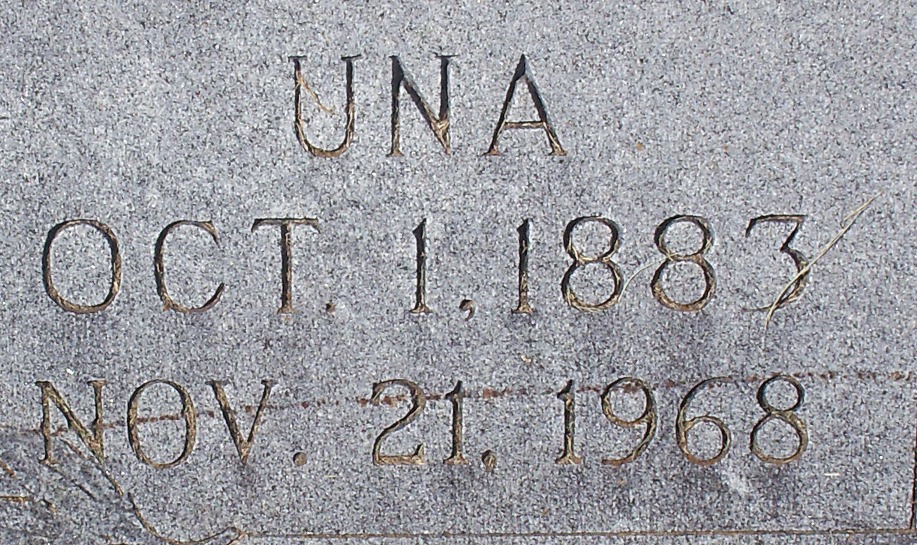 UNA
OCT. 1, 1883
NOV. 21, 1968